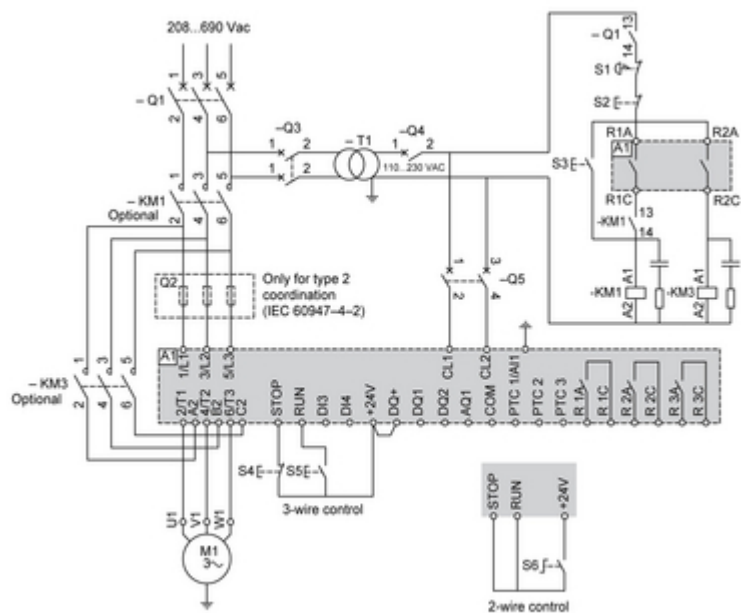 208...690 Vac
1 3 5
– Q1
2 4 6
–Q3
1 2
1 2
– T1
110...230 VAC
–Q4
1 2
13
– Q1
14
S1
S2
R1A R2A
A1
S3
R1C R2C
-KM1 13
14
A1 A1
-KM1 -KM3
A2 A2
1 3 5
– KM1
Optional
2 4 6
Q2
Only for type 2
coordination
(IEC 60947–4–2)
1 3
–Q5
2 4
1 3 5
– KM3
Optional
2 4 6
A1
1/L1 3/L2 5/L3 CL1 CL2
2/T1 A2 4/T2 B2 6/T3 C2 STOP RUN DI3 DI4 +24V DQ+ DQ1 DQ2 AQ1 COM PTC 1/AI1 PTC 2 PTC 3 R 1A R 1C R 2A R 2C R 3A R 3C
S4 S5
3-wire control
U1 V1 W1
M1
3
STOP RUN +24V
S6
2-wire control